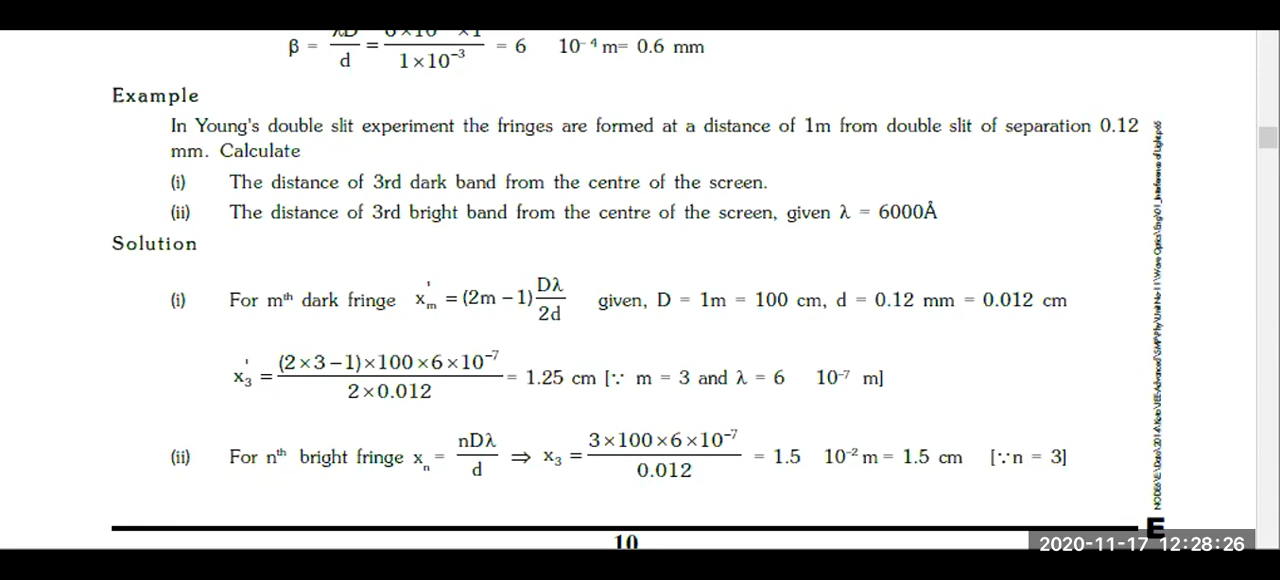 β = λD/d = 6×10 ×1/1×10⁻³ = 6 10⁻⁴ m= 0.6 mm
Example
In Young's double slit experiment the fringes are formed at a distance of 1m from double slit of separation 0.12
mm. Calculate
(i) The distance of 3rd dark band from the centre of the screen.
(ii) The distance of 3rd bright band from the centre of the screen, given λ = 6000Å
Solution
(i) For mᵗʰ dark fringe x'ₘ = (2m − 1) Dλ/2d given, D = 1m = 100 cm, d = 0.12 mm = 0.012 cm
x'₃ = (2×3−1)×100×6×10⁻⁷/2×0.012 = 1.25 cm [∵ m = 3 and λ = 6 10⁻⁷ m]
(ii) For nᵗʰ bright fringe xₙ = nDλ/d ⇒ x₃ = 3×100×6×10⁻⁷/0.012 = 1.5 10⁻² m = 1.5 cm [∵n = 3]
E
10
2020-11-17 12:28:26